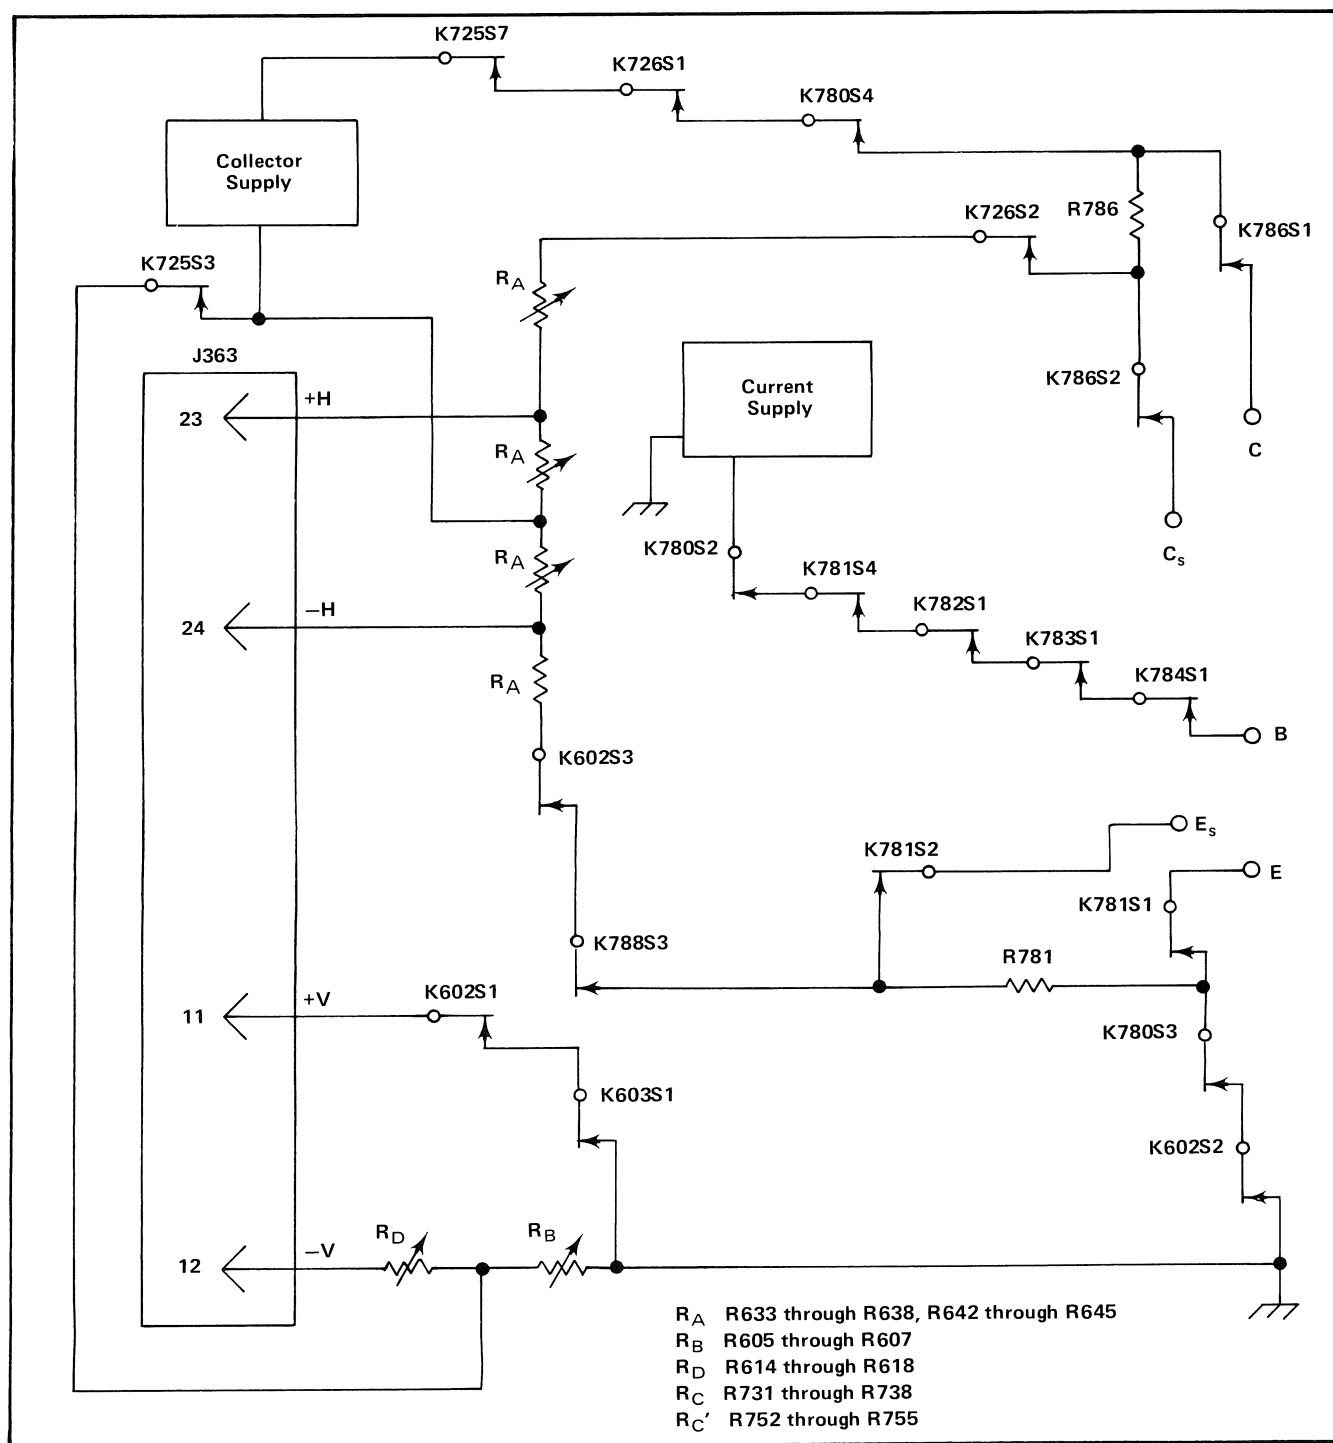 K725S7
K726S1
K780S4
Collector
Supply
K726S2
R786
K786S1
K725S3
RA
J363
K786S2
Current
Supply
23
+H
RA
C
K780S2
Cs
RA
K781S4
K782S1
24
–H
K783S1
RA
K784S1
B
K602S3
Es
K781S2
E
K781S1
K788S3
R781
11
+V
K602S1
K780S3
K603S1
K602S2
12
–V
RD
RB
RA R633 through R638, R642 through R645
RB R605 through R607
RD R614 through R618
RC R731 through R738
RC' R752 through R755